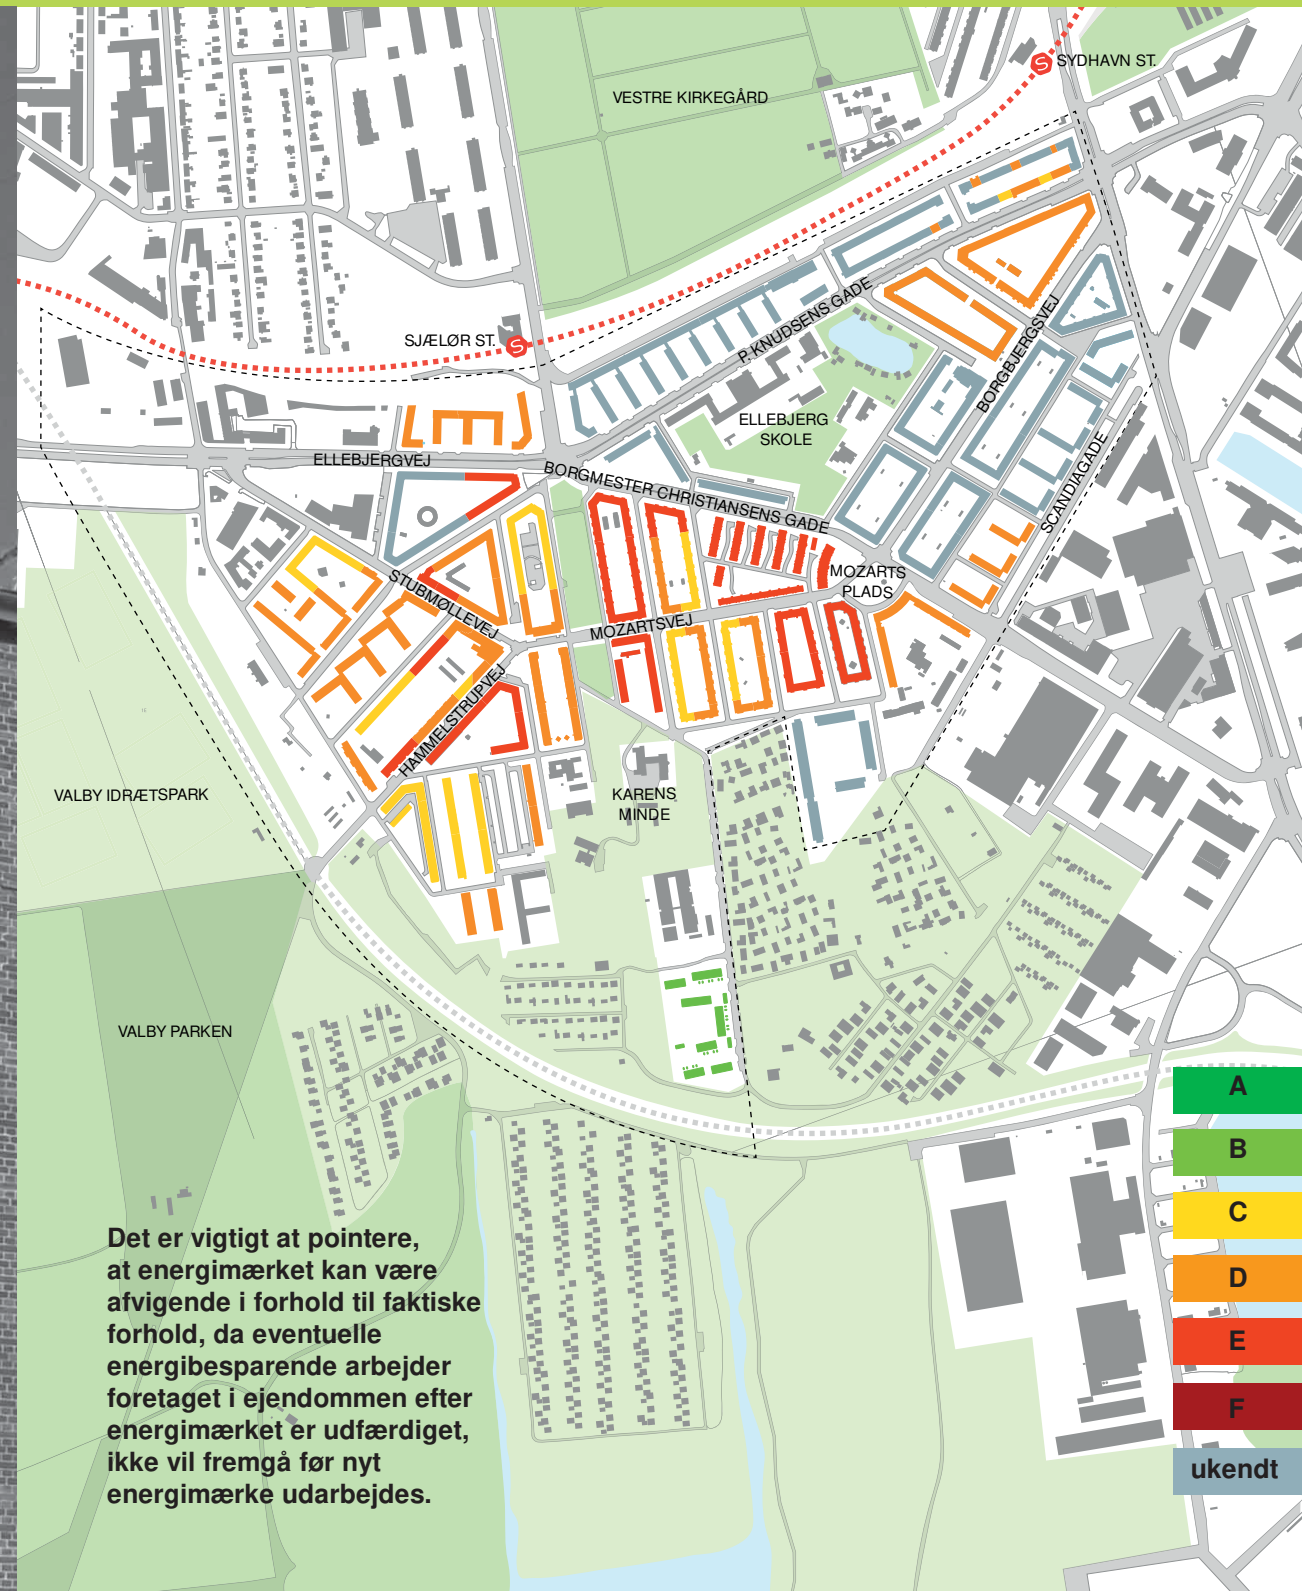 SYDHAVN ST.
VESTRE KIRKEGÅRD
SJÆLØR ST.
P. KNUDSENS GADE
BORGBJERGSVEJ
ELLEBJERG
SKOLE
SCANDIAGADE
ELLEBJERGVEJ
BORGMESTER CHRISTIANSENS GADE
MOZARTS
PLADS
STUBMØLLEVEJ
MOZARTSVEJ
HAMMELSTRUPVEJ
VALBY IDRÆTSPARK
KARENS
MINDE
VALBY PARKEN
A
B
C
D
E
F
ukendt
Det er vigtigt at pointere,
at energimærket kan være
afvigende i forhold til faktiske
forhold, da eventuelle
energibesparende arbejder
foretaget i ejendommen efter
energimærket er udfærdiget,
ikke vil fremgå før nyt
energimærke udarbejdes.